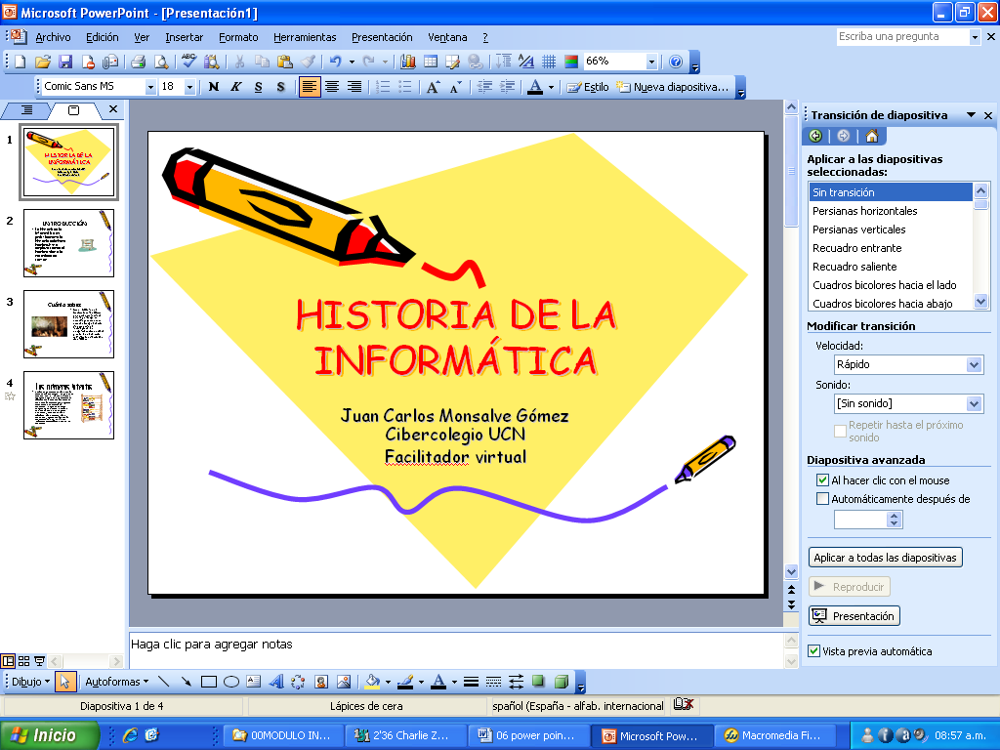 Microsoft PowerPoint - [Presentación1]
Archivo Edición Ver Insertar Formato Herramientas Presentación Ventana ?
Escriba una pregunta
66%
Comic Sans MS 18 N K S S Estilo Nueva diapositiva...
1
HISTORIA DE LA
INFORMÁTICA
2
INTRODUCCIÓN
3
4
HISTORIA DE LA
INFORMÁTICA
Juan Carlos Monsalve Gómez
Cibercolegio UCN
Facilitador virtual
Transición de diapositiva
Aplicar a las diapositivas
seleccionadas:
Sin transición
Persianas horizontales
Persianas verticales
Recuadro entrante
Recuadro saliente
Cuadros bicolores hacia el lado
Cuadros bicolores hacia abajo
Modificar transición
Velocidad:
Rápido
Sonido:
[Sin sonido]
Repetir hasta el próximo
sonido
Diapositiva avanzada
Al hacer clic con el mouse
Automáticamente después de
Aplicar a todas las diapositivas
Reproducir
Presentación
Vista previa automática
Haga clic para agregar notas
Dibujo Autoformas
Diapositiva 1 de 4 Lápices de cera spañol (España - alfab. internacional
Inicio 00MODULO IN... 2'36 Charlie Z... 06 power poin... Microsoft Pow... Macromedia Fi... 08:57 a.m.